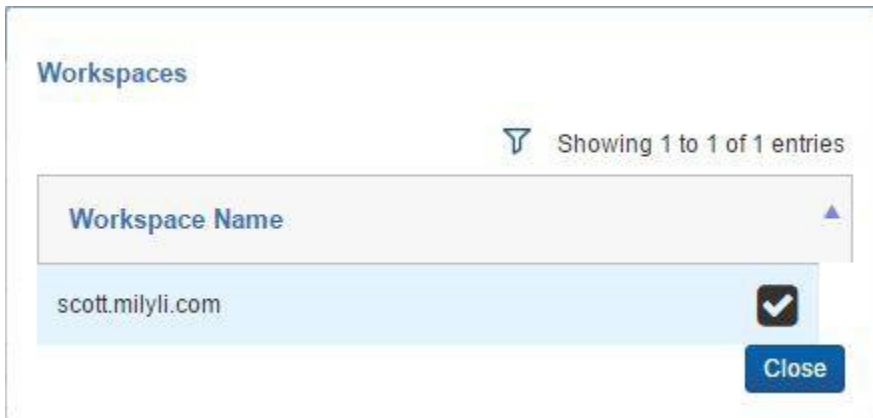 Workspaces
Showing 1 to 1 of 1 entries
Workspace Name
scott.milyli.com
Close